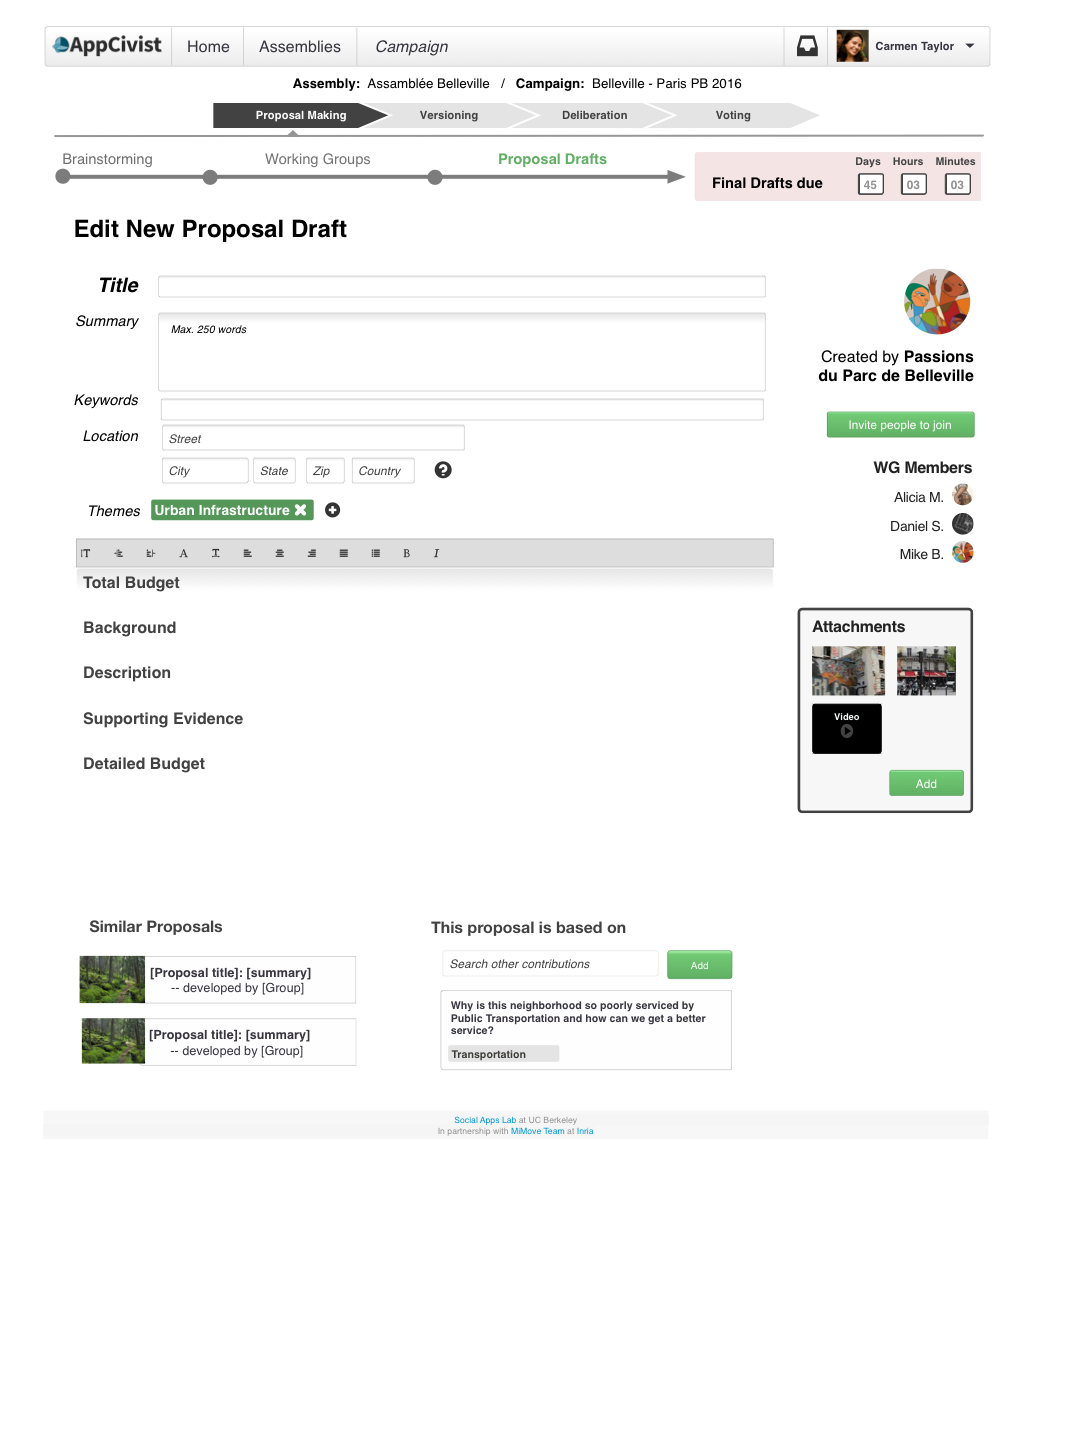 AppCivist Home Assemblies Campaign Carmen Taylor
Assembly: Assamblée Belleville / Campaign: Belleville - Paris PB 2016
Proposal Making Versioning Deliberation Voting
Brainstorming Working Groups Proposal Drafts
Days Hours Minutes
Final Drafts due 45 03 03
Edit New Proposal Draft
Title
Summary
Max. 250 words
Keywords
Location
Street
City State Zip Country
Themes Urban Infrastructure
T A T B I
Total Budget
Background
Description
Supporting Evidence
Detailed Budget
Created by Passions
du Parc de Belleville
Invite people to join
WG Members
Alicia M.
Daniel S.
Mike B.
Attachments
Video
Add
Similar Proposals
[Proposal title]: [summary]
-- developed by [Group]
[Proposal title]: [summary]
-- developed by [Group]
This proposal is based on
Search other contributions Add
Why is this neighborhood so poorly serviced by
Public Transportation and how can we get a better
service?
Transportation
Social Apps Lab at UC Berkeley
In partnership with MiMove Team at Inria